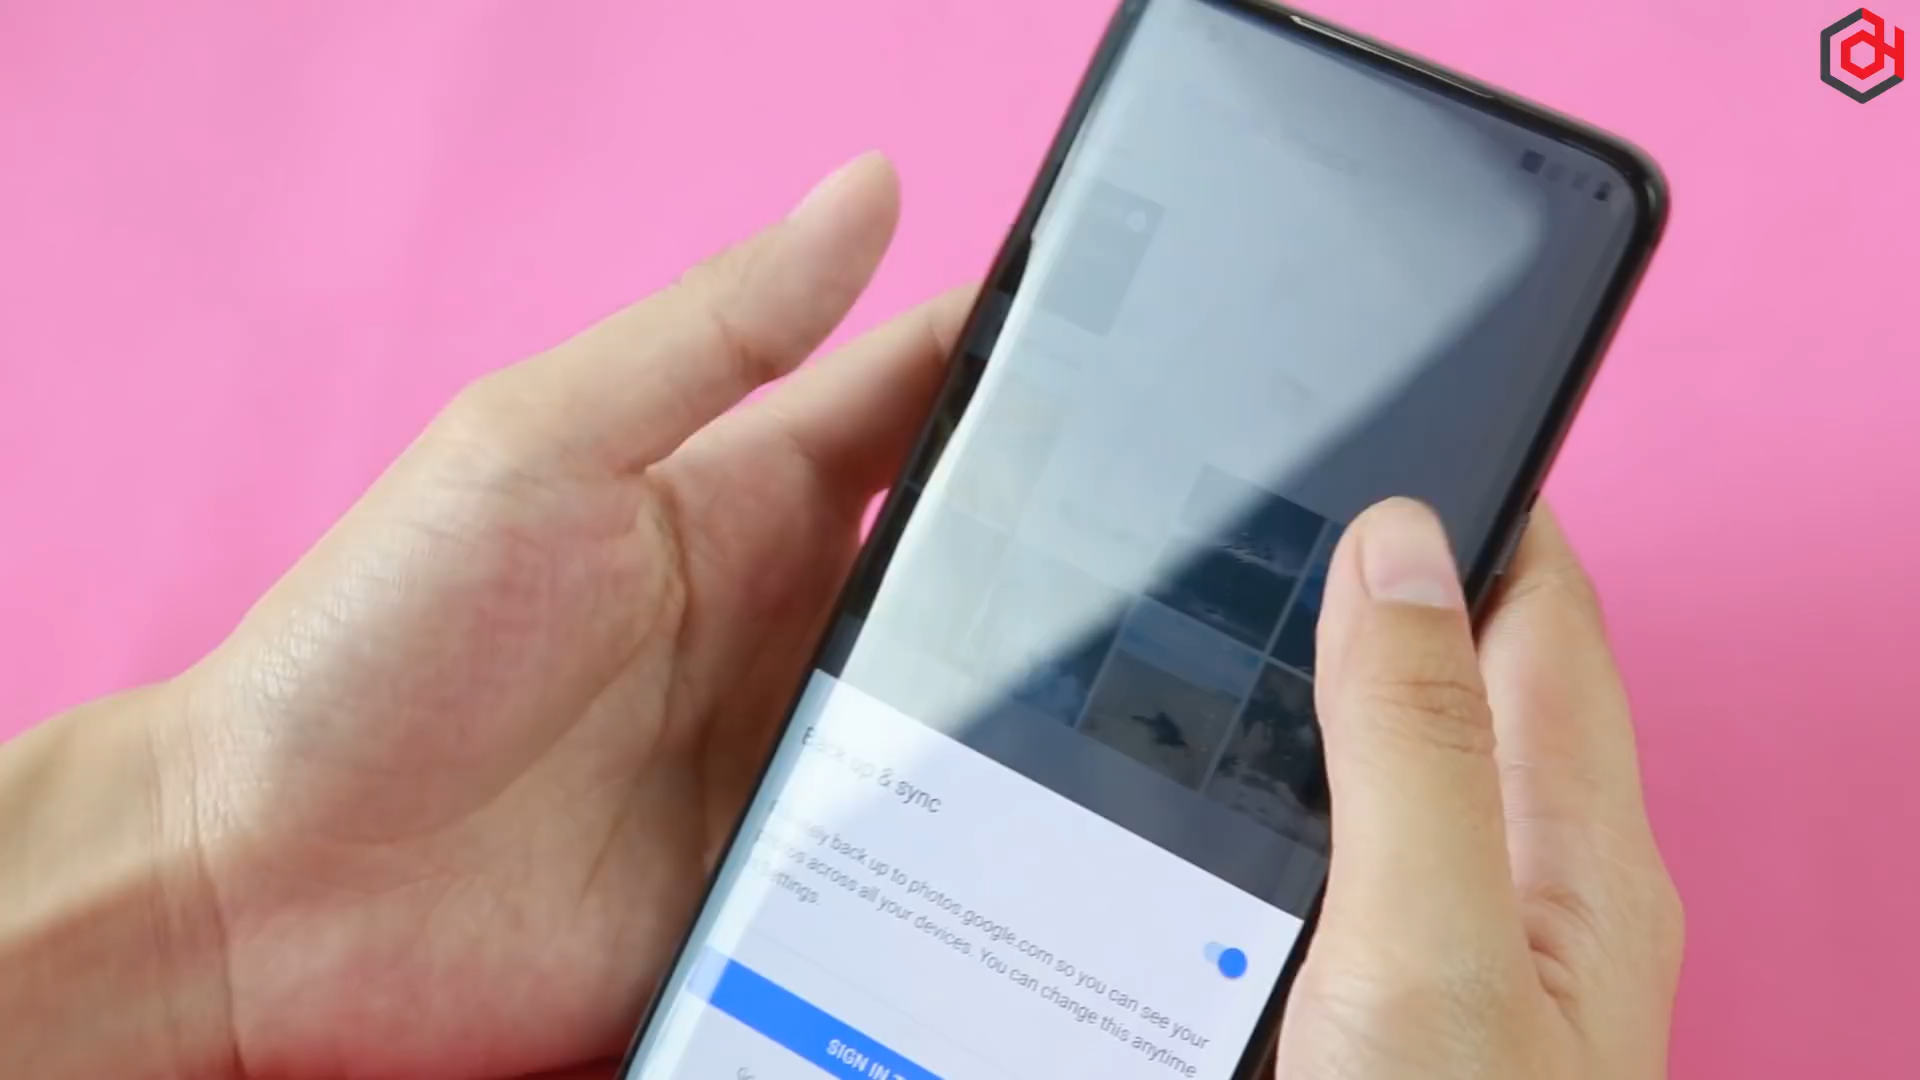 Back up & sync
back up to photos.google.com so you can see your
across all your devices. You can change this anytime
settings.
SIGN IN